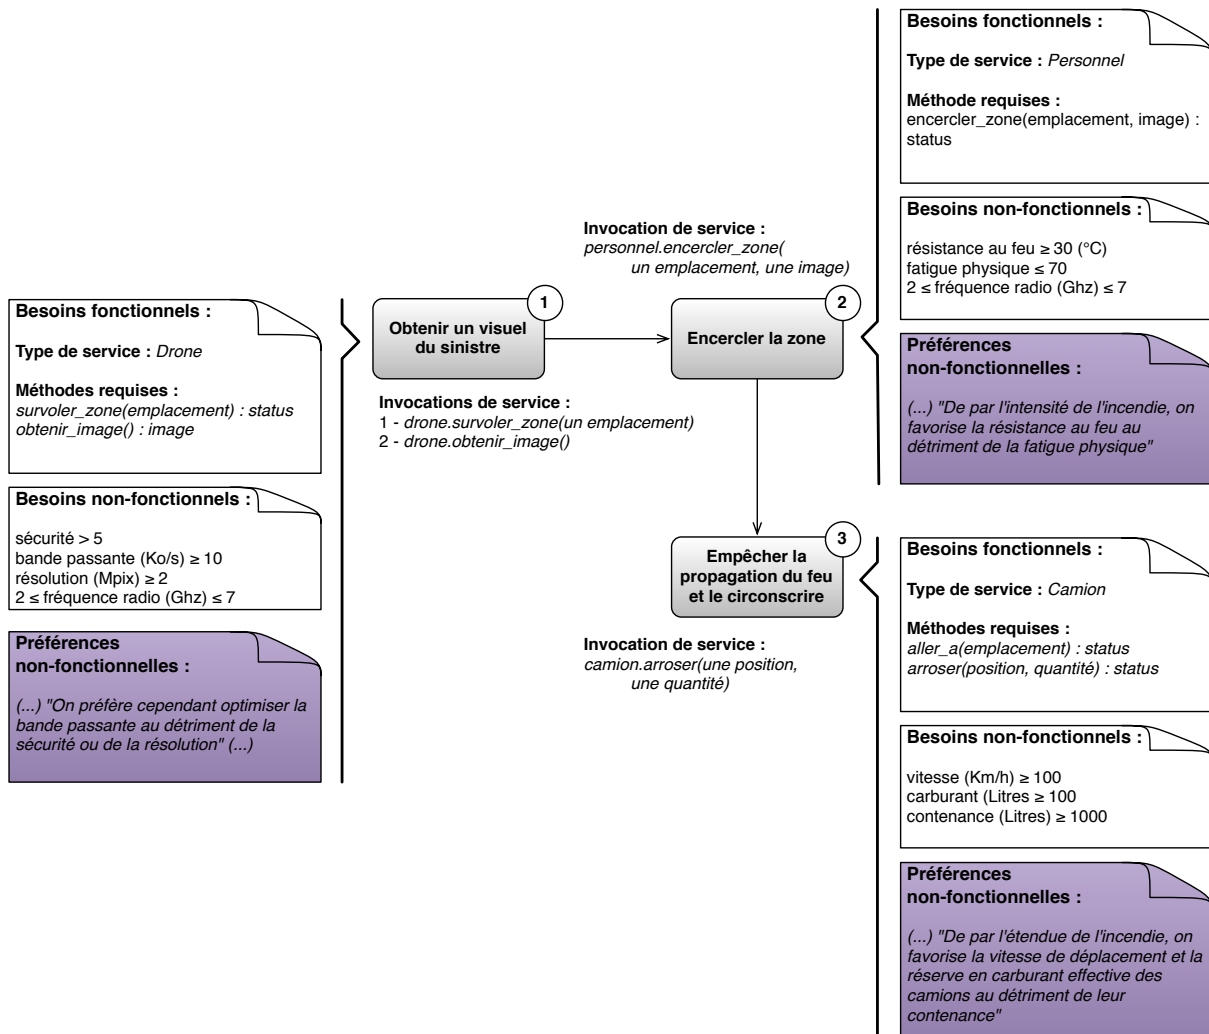 Besoins fonctionnels :
Type de service : Drone
Méthodes requises :
survoler_zone(emplacement) : status
obtenir_image() : image
Besoins non-fonctionnels :
sécurité > 5
bande passante (Ko/s) ≥ 10
résolution (Mpix) ≥ 2
2 ≤ fréquence radio (Ghz) ≤ 7
Préférences
non-fonctionnelles :
(...) "On préfère cependant optimiser la
bande passante au détriment de la
sécurité ou de la résolution" (...)
1
Obtenir un visuel
du sinistre
Invocations de service :
1 - drone.survoler_zone(un emplacement)
2 - drone.obtenir_image()
Invocation de service :
personnel.encercler_zone(
un emplacement, une image)
2
Encercler la zone
Besoins fonctionnels :
Type de service : Personnel
Méthode requises :
encercler_zone(emplacement, image) :
status
Besoins non-fonctionnels :
résistance au feu ≥ 30 (°C)
fatigue physique ≤ 70
2 ≤ fréquence radio (Ghz) ≤ 7
Préférences
non-fonctionnelles :
(...) "De par l'intensité de l'incendie, on
favorise la résistance au feu au
détriment de la fatigue physique"
3
Empêcher la
propagation du feu
et le circonscrire
Invocation de service :
camion.arroser(une position,
une quantité)
Besoins fonctionnels :
Type de service : Camion
Méthodes requises :
aller_a(emplacement) : status
arroser(position, quantité) : status
Besoins non-fonctionnels :
vitesse (Km/h) ≥ 100
carburant (Litres ≥ 100
contenance (Litres) ≥ 1000
Préférences
non-fonctionnelles :
(...) "De par l'étendue de l'incendie, on
favorise la vitesse de déplacement et la
réserve en carburant effective des
camions au détriment de leur
contenance"